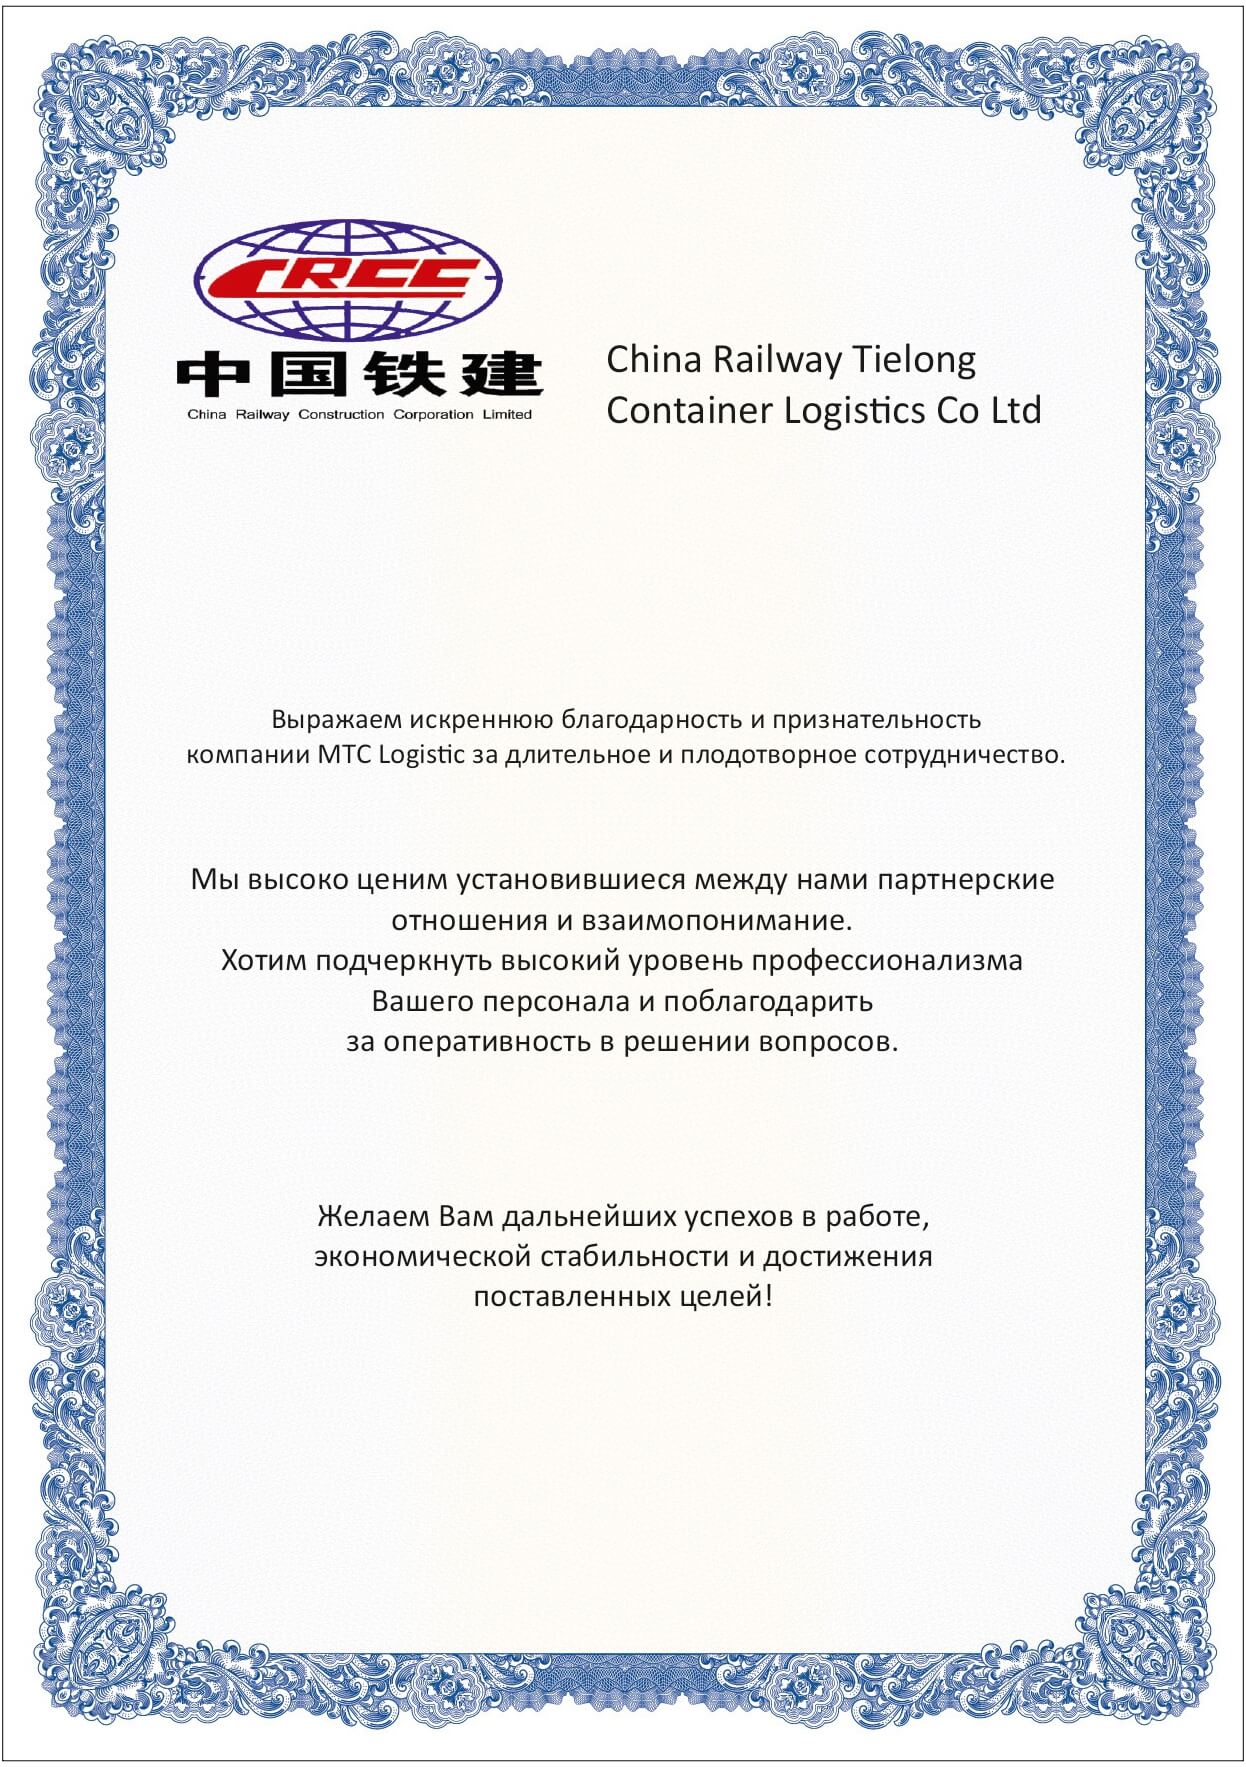 CRCC
中国铁建
China Railway Construction Corporation Limited
China Railway Tielong
Container Logistics Co Ltd
Выражаем искреннюю благодарность и признательность
компании МТС Logistic за длительное и плодотворное сотрудничество.
Мы высоко ценим установившиеся между нами партнерские
отношения и взаимопонимание.
Хотим подчеркнуть высокий уровень профессионализма
Вашего персонала и поблагодарить
за оперативность в решении вопросов.
Желаем Вам дальнейших успехов в работе,
экономической стабильности и достижения
поставленных целей!